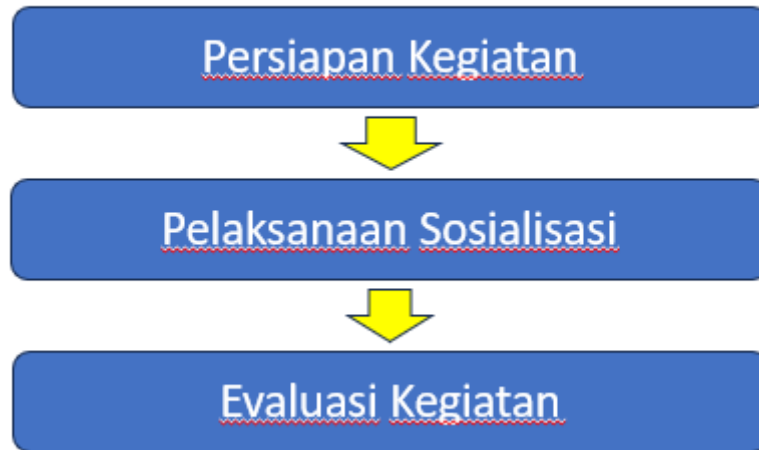 Persiapan Kegiatan
Pelaksanaan Sosialisasi
Evaluasi Kegiatan